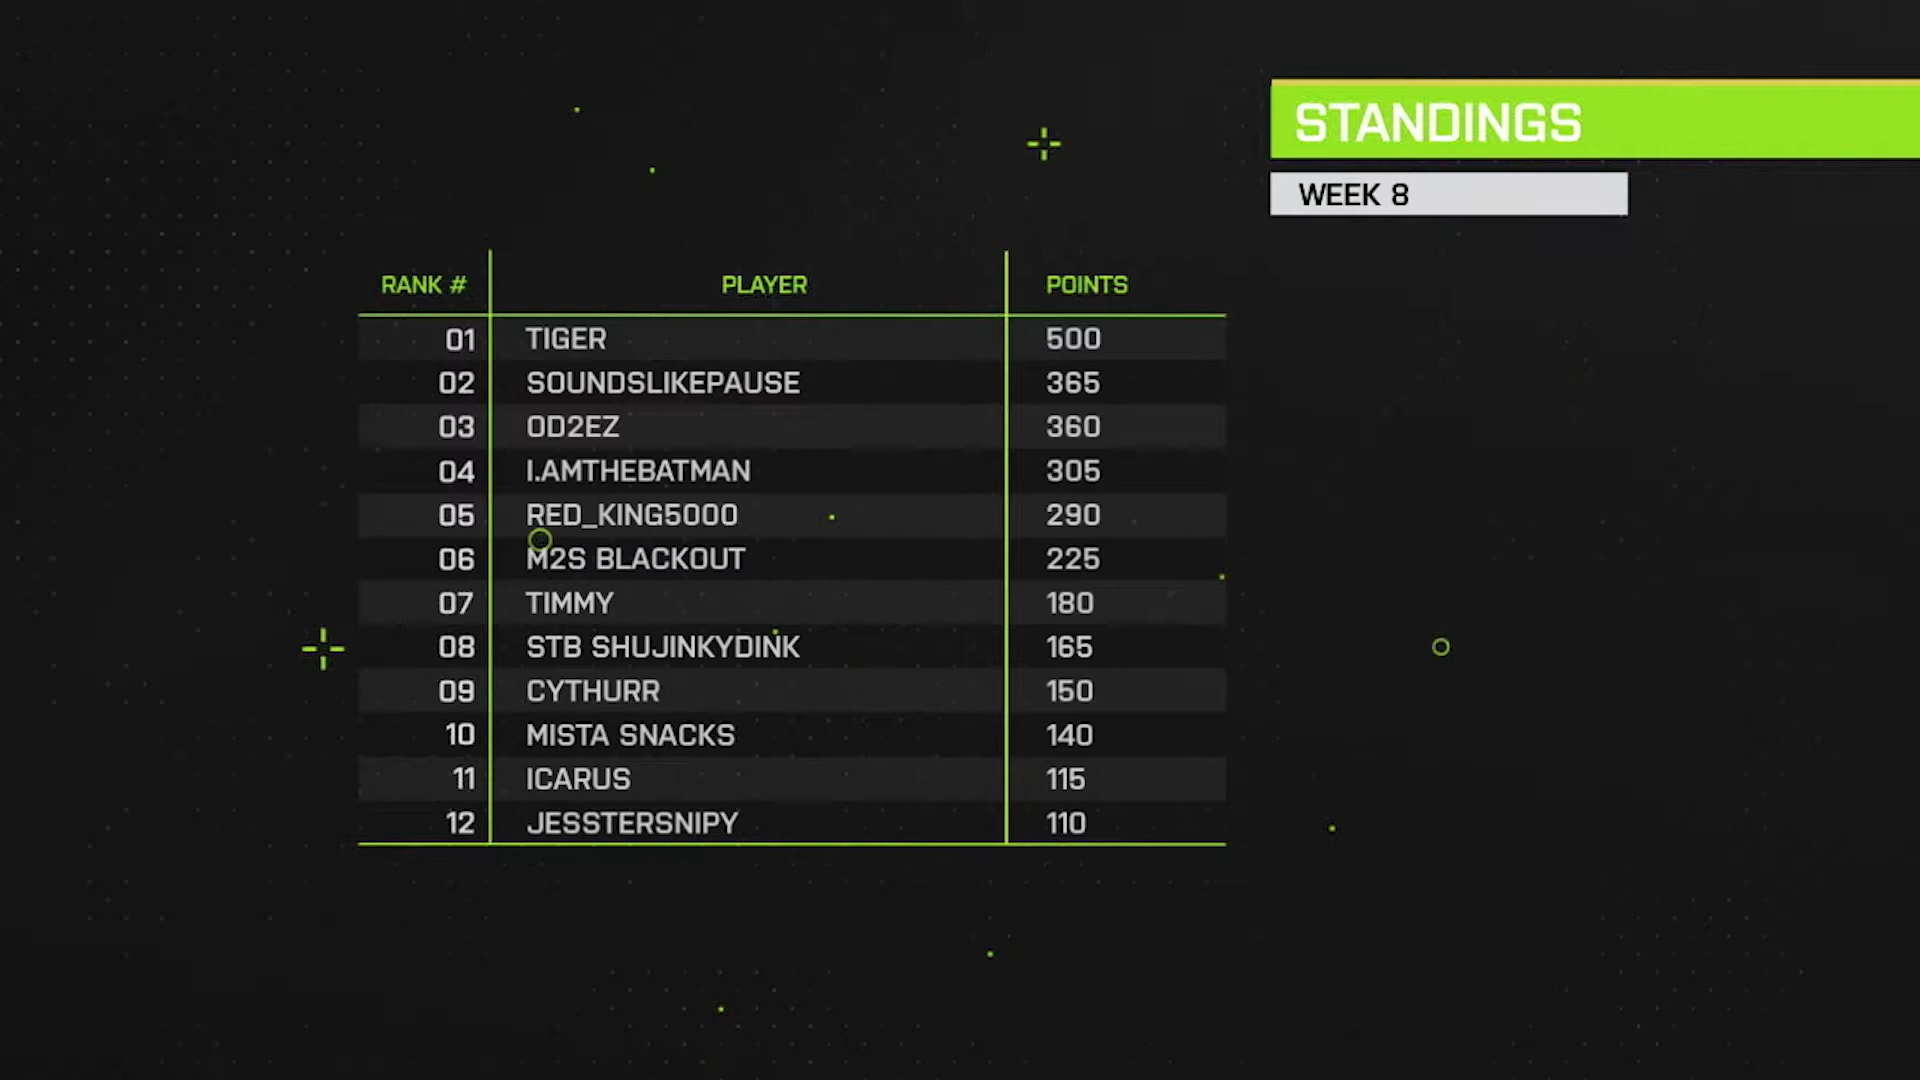 STANDINGS
WEEK 8
RANK # PLAYER POINTS
01 TIGER 500
02 SOUNDSLIKEPAUSE 365
03 OD2EZ 360
04 I.AMTHEBATMAN 305
05 RED_KING5000 290
06 M2S BLACKOUT 225
07 TIMMY 180
08 STB SHUJINKYDINK 165
09 CYTHURR 150
10 MISTA SNACKS 140
11 ICARUS 115
12 JESSTERSNIPY 110